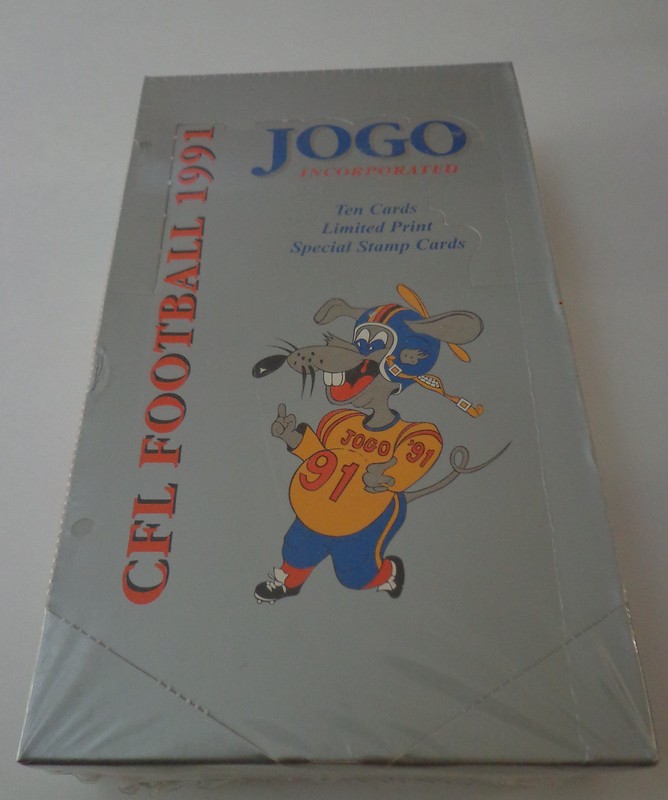 JOGO
INCORPORATED
Ten Cards
Limited Print
Special Stamp Cards
CFL FOOTBALL 1991
JOGO '91
91